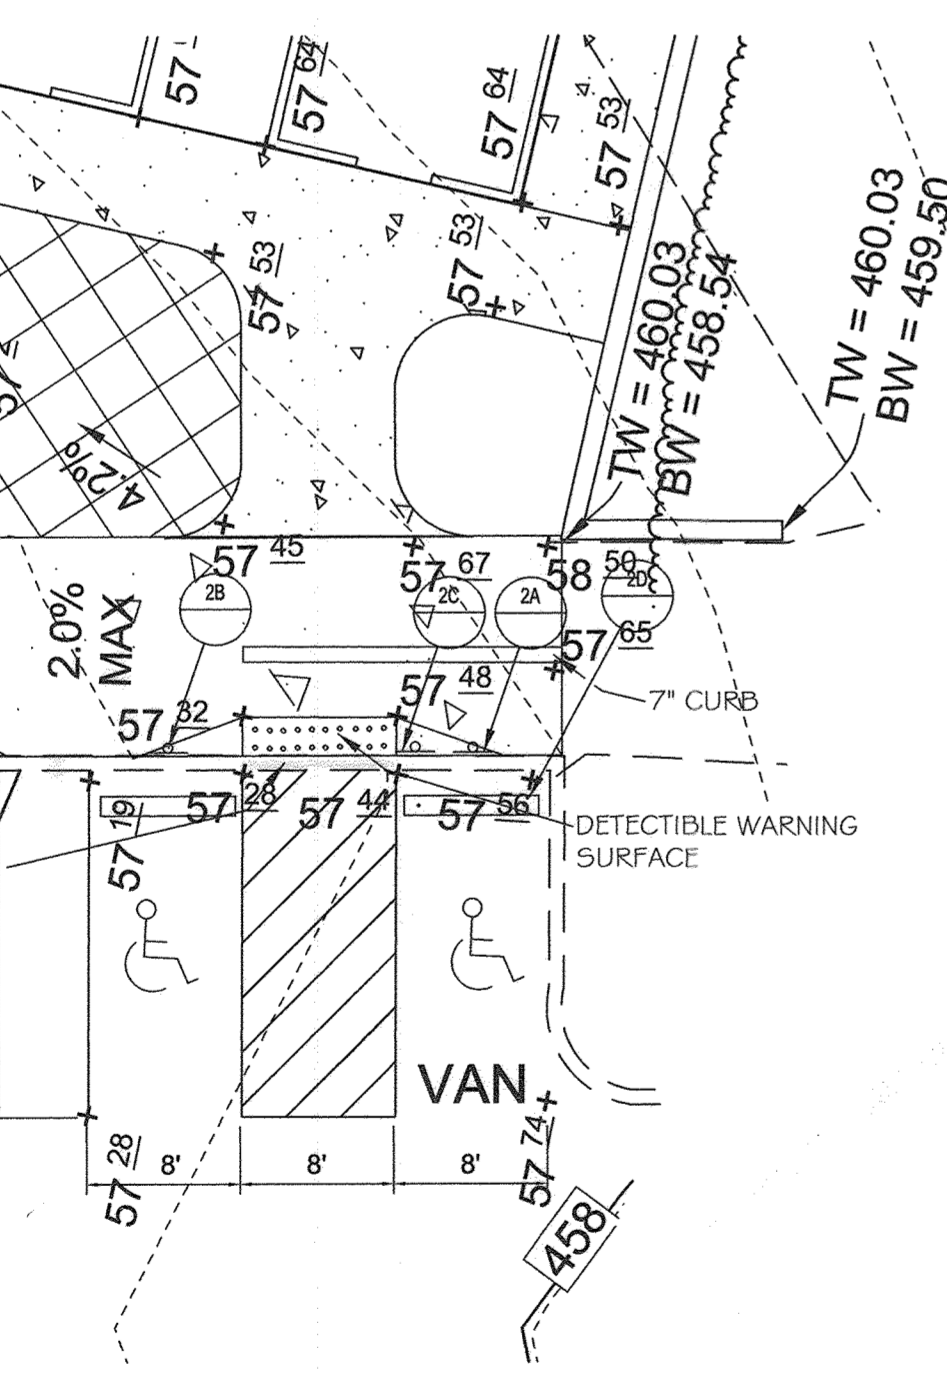 57
57 64
57 64
57 53
57 53
57 53
TW = 460.03
BW = 458.54
TW = 460.03
BW = 459.50
4.2%
57 45
57 67
58 50
2B
2C
2A
2D
2.0%
MAX
57 65
57 48
7" CURB
57 32
57 28
57 44
57 56
57 19
DETECTIBLE WARNING
SURFACE
VAN
57 28
8'
8'
8'
57 74
458